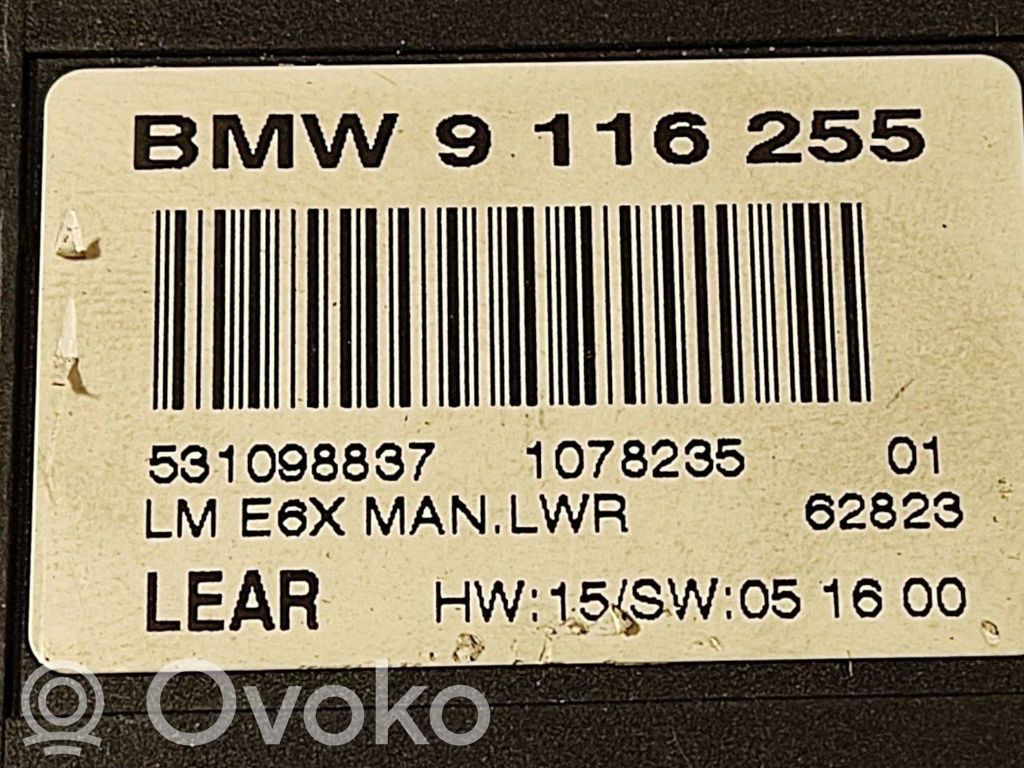 BMW 9 116 255
531098837 1078235 01
LM E6X MAN.LWR 62823
LEAR HW:15/SW:05 16 00
Ovoko